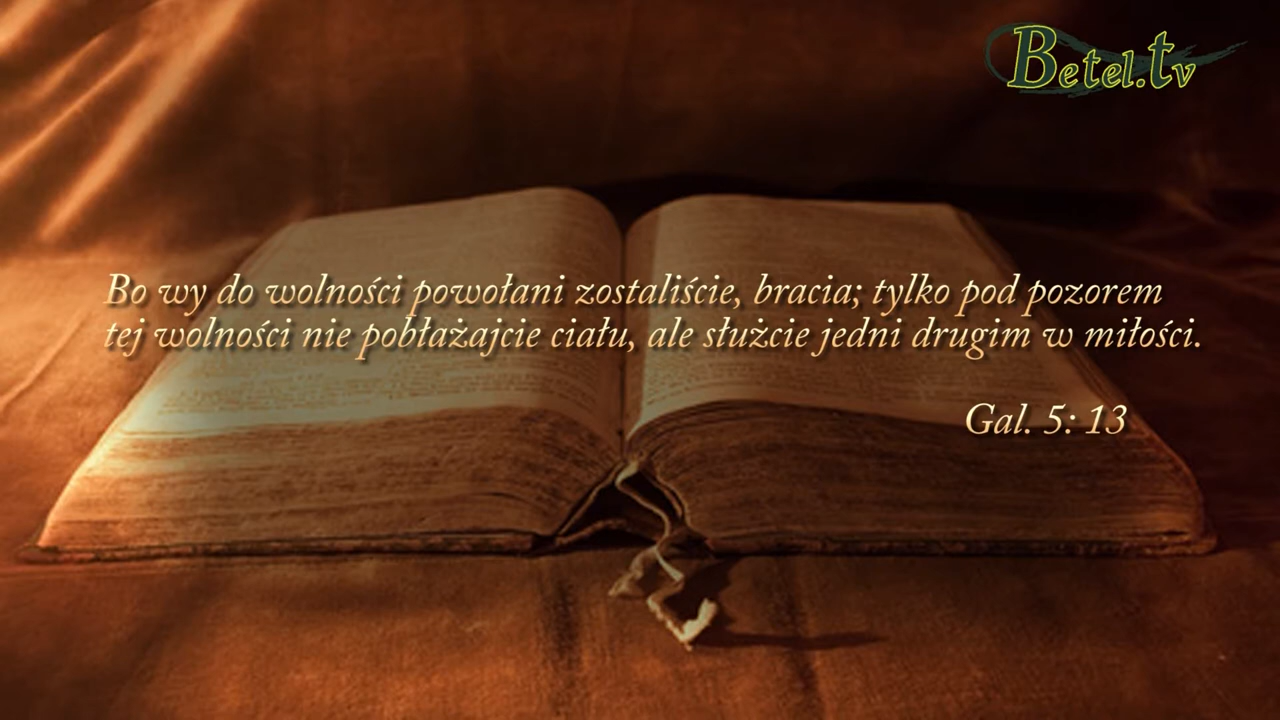 Betel.tv
Bo wy do wolności powołani zostaliście, bracia; tylko pod pozorem
tej wolności nie pobłażajcie ciału, ale służcie jedni drugim w miłości.
Gal. 5: 13